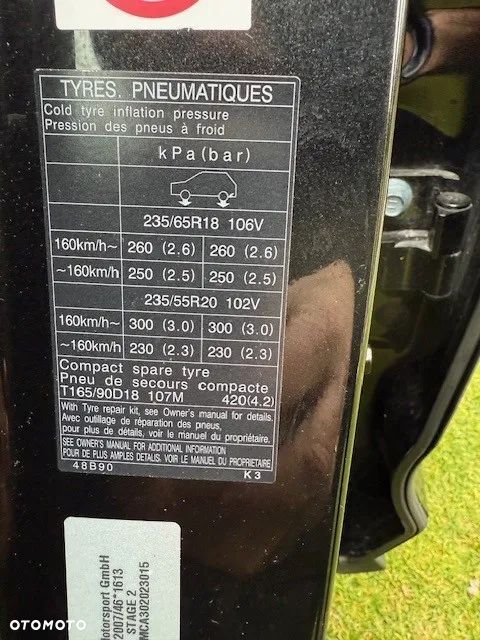 TYRES. PNEUMATIQUES
Cold tyre inflation pressure
Pression des pneus à froid
kPa (bar)
235/65R18 106V
160km/h~ 260 (2.6) 260 (2.6)
~160km/h 250 (2.5) 250 (2.5)
235/55R20 102V
160km/h~ 300 (3.0) 300 (3.0)
~160km/h 230 (2.3) 230 (2.3)
Compact spare tyre
Pneu de secours compacte
T165/90D18 107M 420(4.2)
With Tyre repair kit, see Owner's manual for details.
Avec outillage de réparation des pneus,
pour plus de détails, voir le manuel du propriétaire.
SEE OWNER'S MANUAL FOR ADDITIONAL INFORMATION
POUR DE PLUS AMPLES DETAILS, VOIR LE MANUEL DU PROPRIETAIRE
48B90 K3
Motorsport GmbH
2007/46*1613
STAGE 2
MCA302023015
OTOMOTO